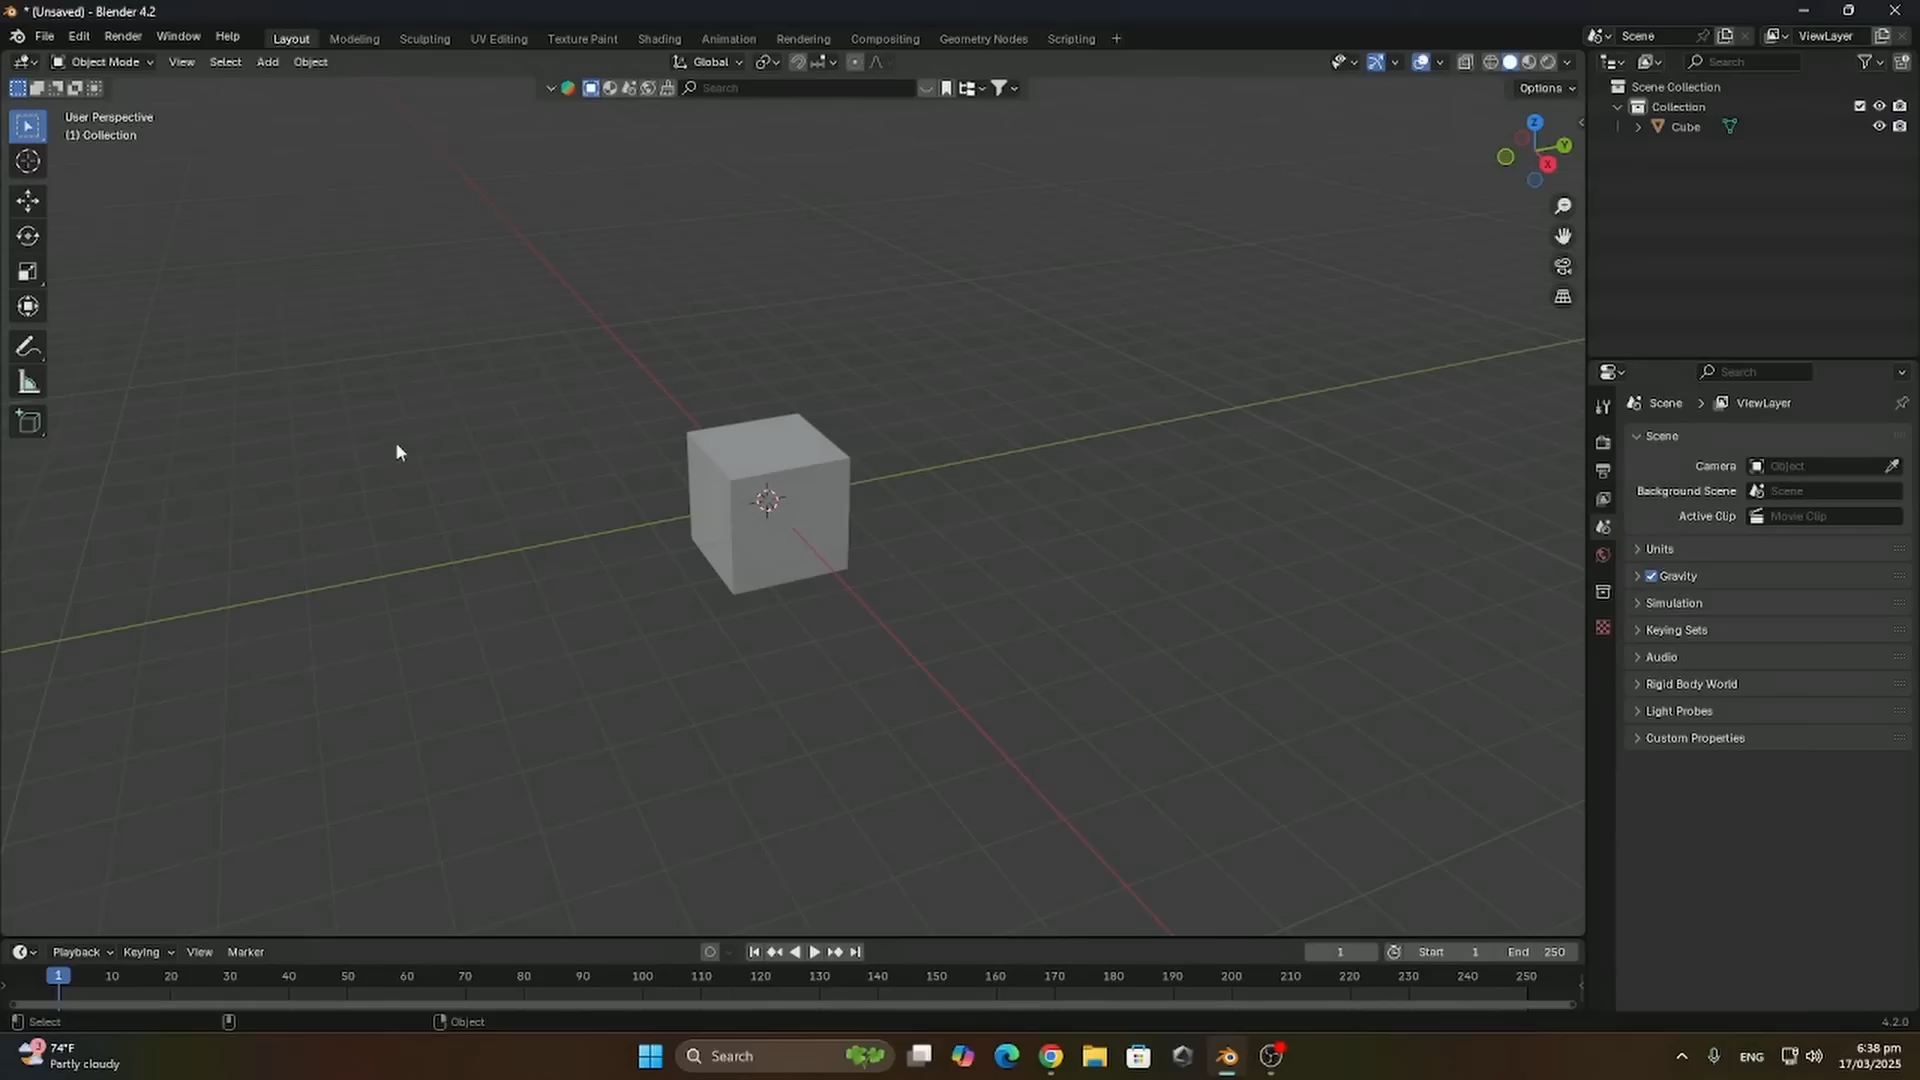 * (Unsaved) - Blender 4.2
File Edit Render Window Help Layout Modeling Sculpting UV Editing Texture Paint Shading Animation Rendering Compositing Geometry Nodes Scripting + Scene ViewLayer
Object Mode View Select Add Object Global Search
Search Options
User Perspective
(1) Collection
Z
Y
X
Scene Collection
Collection
Cube
Search
Scene > ViewLayer
Scene
Camera Object
Background Scene Scene
Active Clip Movie Clip
Units
Gravity
Simulation
Keying Sets
Audio
Rigid Body World
Light Probes
Custom Properties
Playback Keying View Marker 1 Start 1 End 250
1 10 20 30 40 50 60 70 80 90 100 110 120 130 140 150 160 170 180 190 200 210 220 230 240 250
Select Object 4.2.0
3 74°F
Partly cloudy
Search
ENG
6:38 pm
17/03/2025